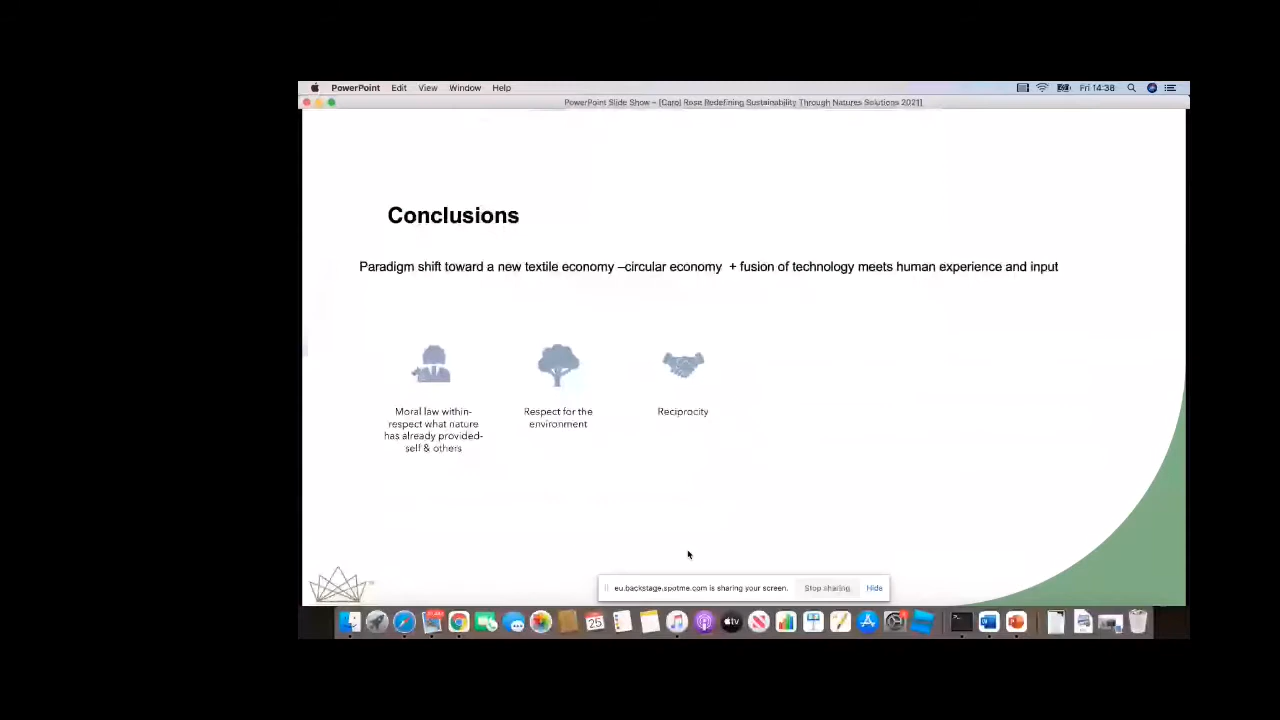 PowerPoint Edit View Window Help Fri 14:38
PowerPoint Slide Show - [Carol Rose Redefining Sustainability Through Natures Solutions 2021]
Conclusions
Paradigm shift toward a new textile economy –circular economy + fusion of technology meets human experience and input
Moral law within-
respect what nature
has already provided-
self & others
Respect for the
environment
Reciprocity
eu.backstage.spotme.com is sharing your screen. Stop sharing Hide
25
tv